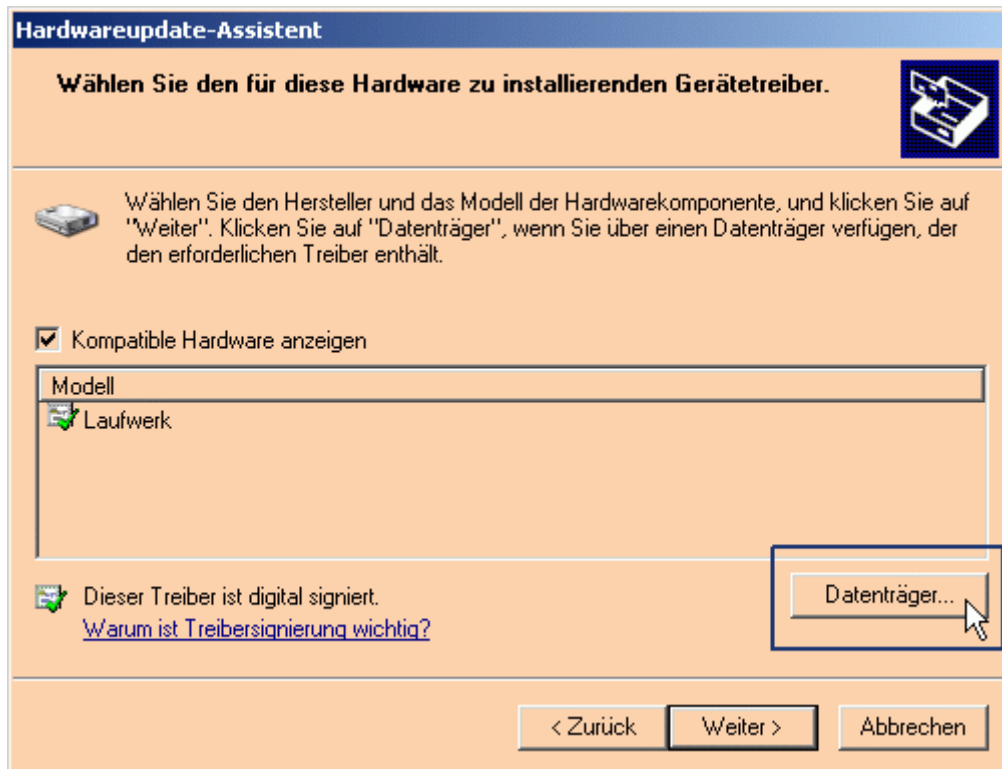 Hardwareupdate-Assistent
Wählen Sie den für diese Hardware zu installierenden Gerätetreiber.
Wählen Sie den Hersteller und das Modell der Hardwarekomponente, und klicken Sie auf
"Weiter". Klicken Sie auf "Datenträger", wenn Sie über einen Datenträger verfügen, der
den erforderlichen Treiber enthält.
Kompatible Hardware anzeigen
Modell
Laufwerk
Dieser Treiber ist digital signiert.
Warum ist Treibersignierung wichtig?
Datenträger...
< Zurück
Weiter >
Abbrechen